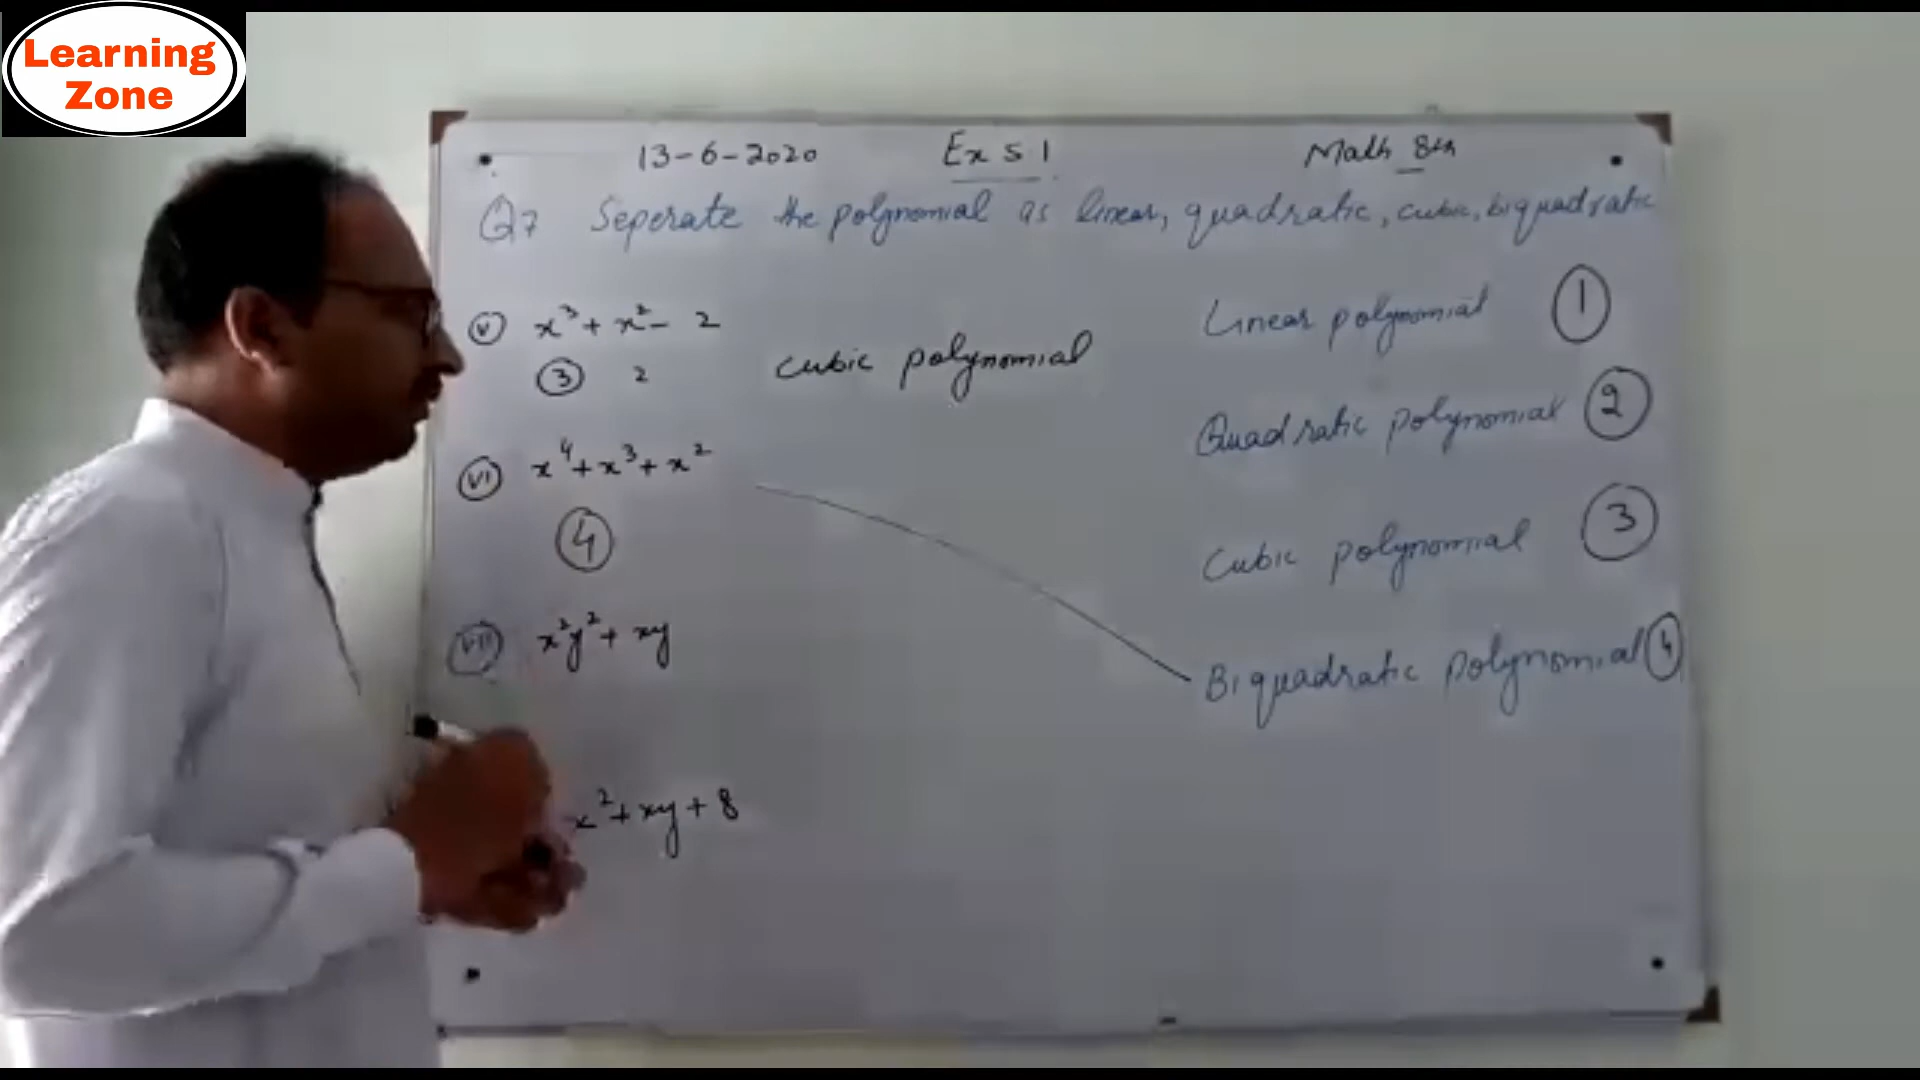 Learning
Zone
13-6-2020 Ex 5 1 Math 8th
Q7 Seperate the polynomial as linear, quadratic, cubic, biquadratic
(v) x³ + x² - 2
3 2 cubic polynomial
(vi) x⁴ + x³ + x²
4
(vii) x²y² + xy
x² + xy + 8
Linear polynomial 1
Quadratic polynomial 2
Cubic polynomial 3
Biquadratic polynomial 4